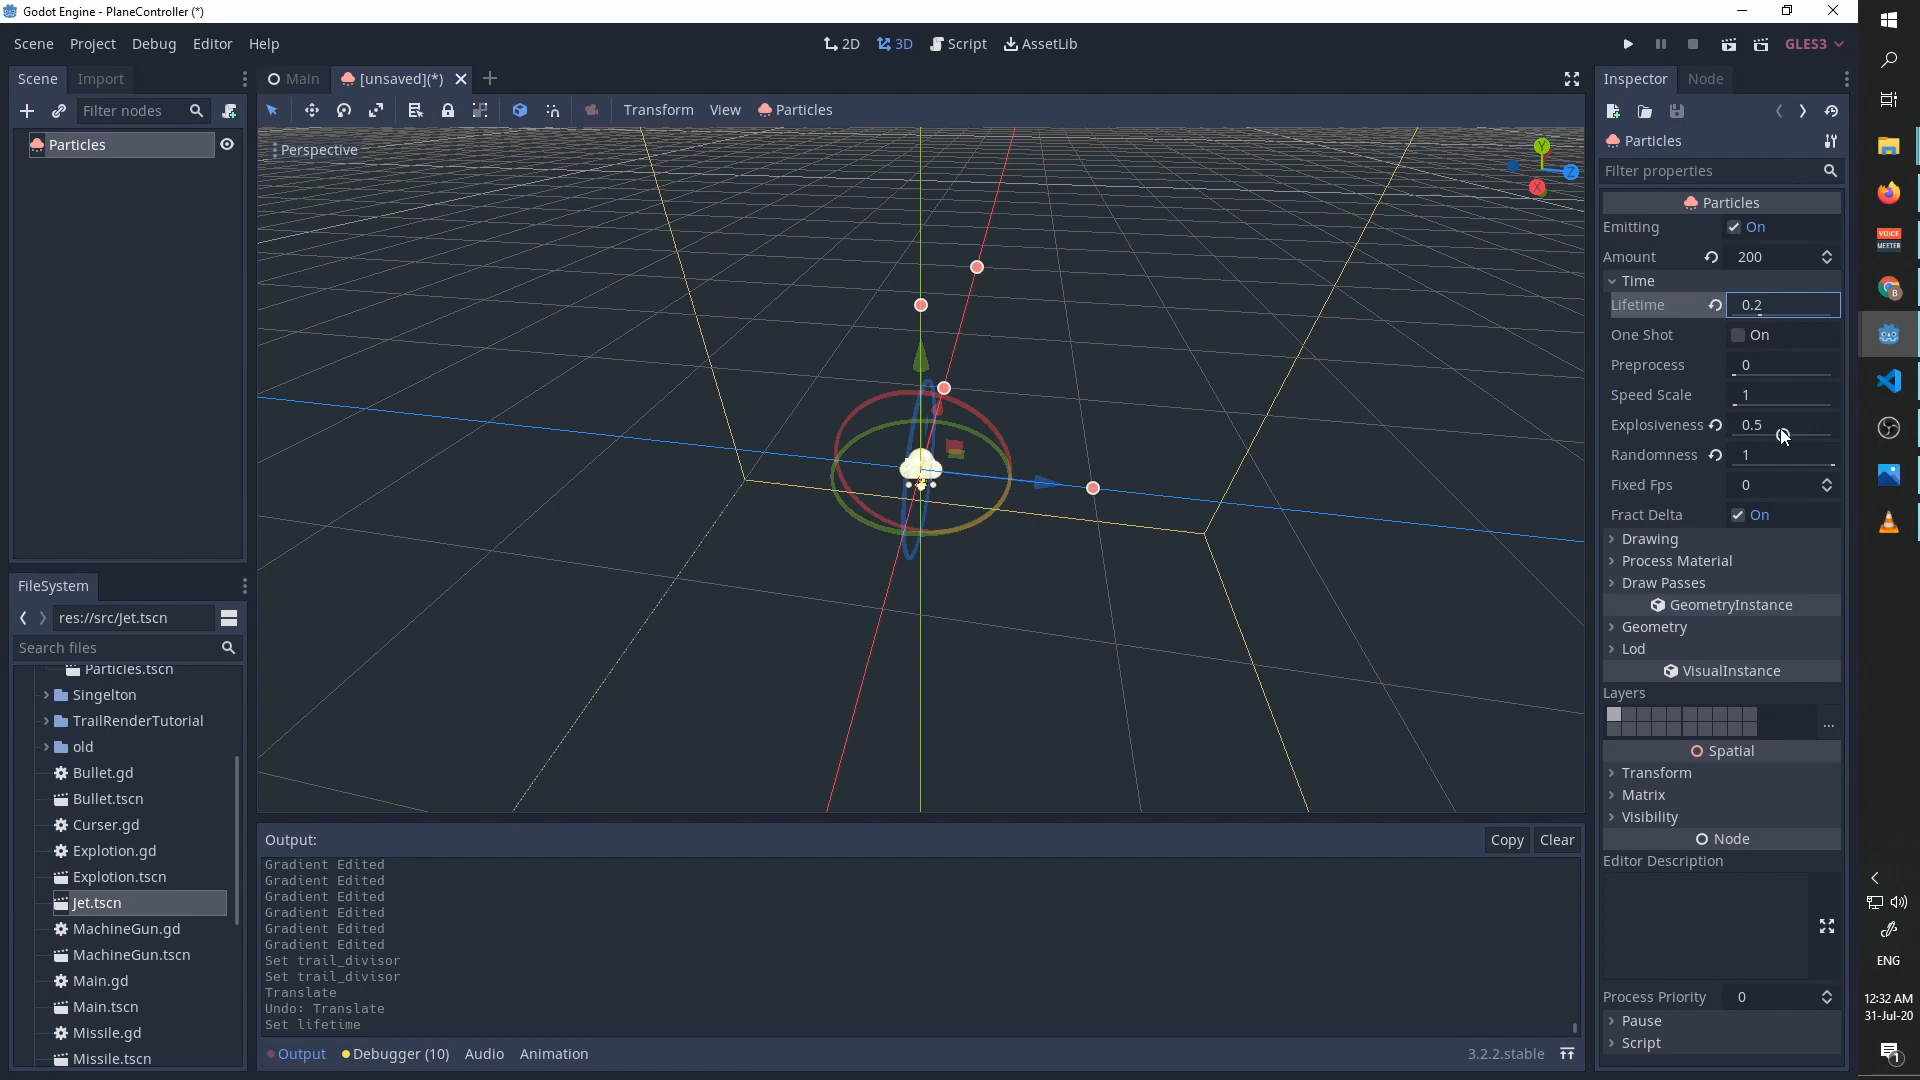 Godot Engine - PlaneController (*)
Scene Project Debug Editor Help
2D 3D Script AssetLib
GLES3
Scene Import
Filter nodes
Particles
Main [unsaved](*)
Transform View Particles
Perspective
Y
Z
X
FileSystem
res://src/Jet.tscn
Search files
Particles.tscn
Singelton
TrailRenderTutorial
old
Bullet.gd
Bullet.tscn
Curser.gd
Explotion.gd
Explotion.tscn
Jet.tscn
MachineGun.gd
MachineGun.tscn
Main.gd
Main.tscn
Missile.gd
Missile.tscn
Output:
Copy Clear
Gradient Edited
Gradient Edited
Gradient Edited
Gradient Edited
Gradient Edited
Gradient Edited
Set trail_divisor
Set trail_divisor
Translate
Undo: Translate
Set lifetime
Output Debugger (10) Audio Animation
3.2.2.stable
Inspector Node
Particles
Filter properties
Particles
Emitting On
Amount 200
Time
Lifetime 0.2
One Shot On
Preprocess 0
Speed Scale 1
Explosiveness 0.5
Randomness 1
Fixed Fps 0
Fract Delta On
Drawing
Process Material
Draw Passes
GeometryInstance
Geometry
Lod
VisualInstance
Layers
...
Spatial
Transform
Matrix
Visibility
Node
Editor Description
Process Priority 0
Pause
Script
VOICE
MEETER
B
ENG
12:32 AM
31-Jul-20
1